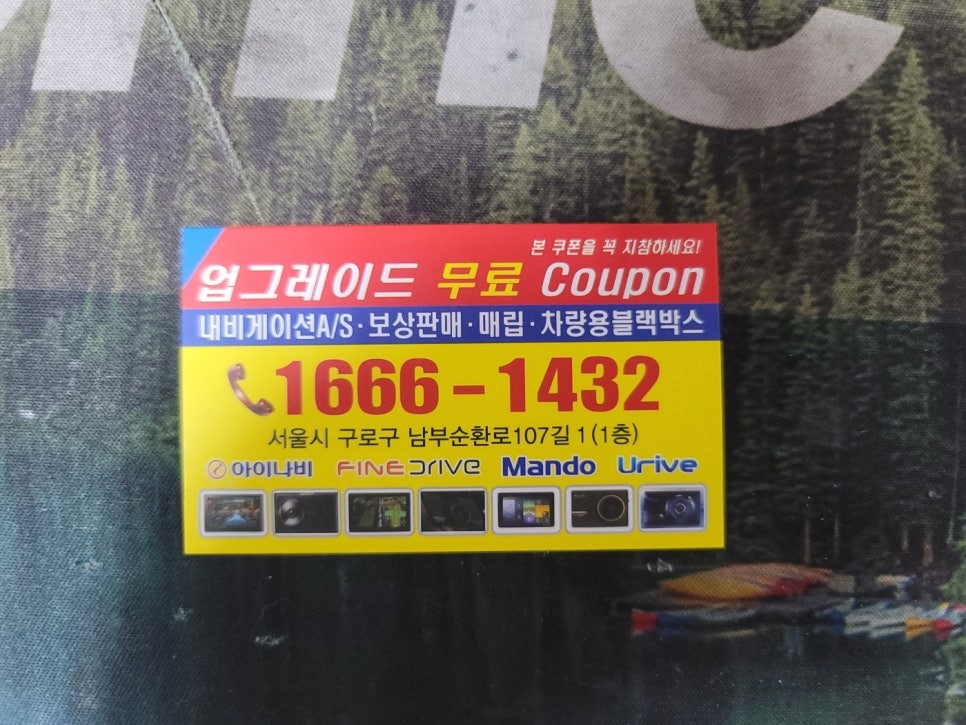 본 쿠폰을 꼭 지참하세요!
업그레이드 무료 Coupon
내비게이션A/S·보상판매·매립·차량용블랙박스
1666-1432
서울시 구로구 남부순환로107길 1 (1층)
아이나비 FINEDRIVE Mando Urive